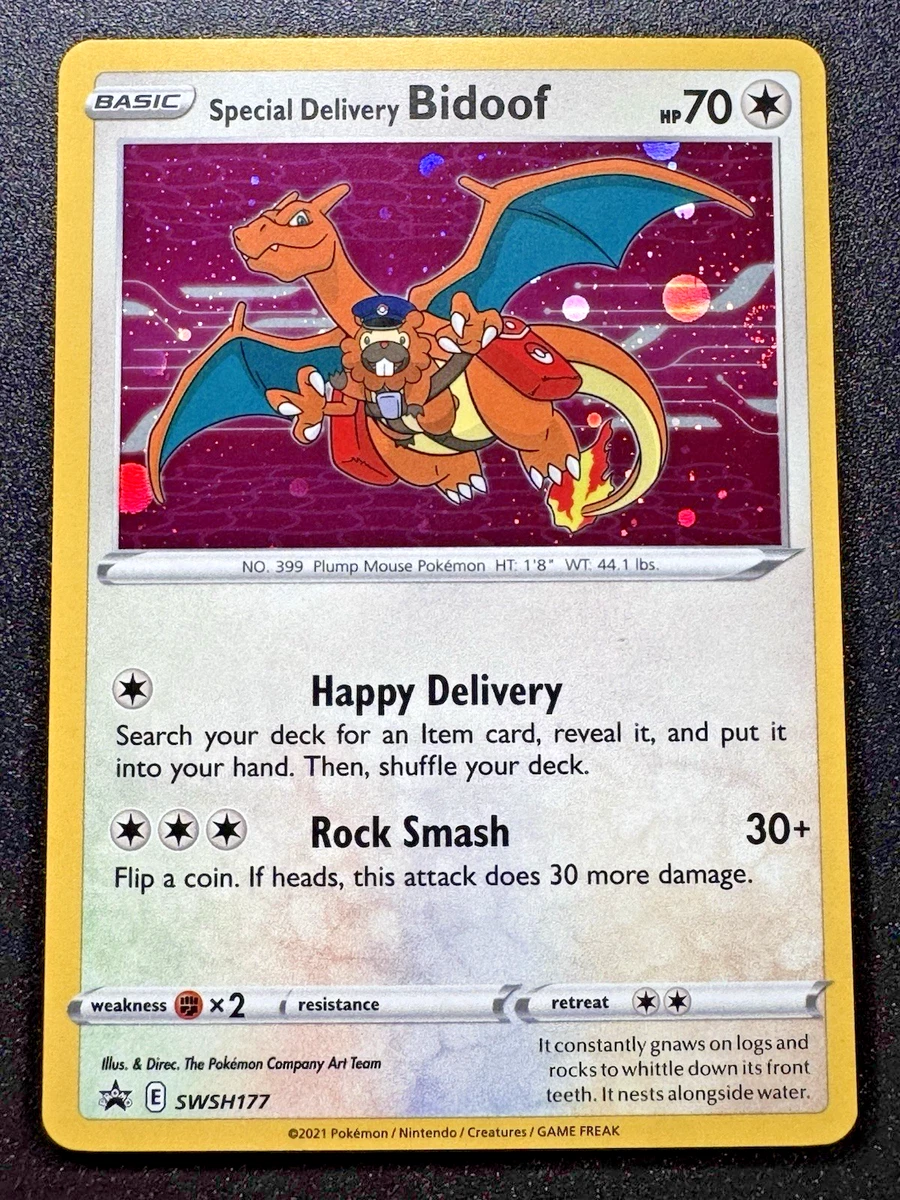 BASIC Special Delivery Bidoof HP 70
NO. 399 Plump Mouse Pokémon HT: 1'8" WT: 44.1 lbs.
Happy Delivery
Search your deck for an Item card, reveal it, and put it
into your hand. Then, shuffle your deck.
Rock Smash 30+
Flip a coin. If heads, this attack does 30 more damage.
weakness ×2 resistance retreat
Illus. & Direc. The Pokémon Company Art Team
E SWSH177
It constantly gnaws on logs and
rocks to whittle down its front
teeth. It nests alongside water.
©2021 Pokémon / Nintendo / Creatures / GAME FREAK